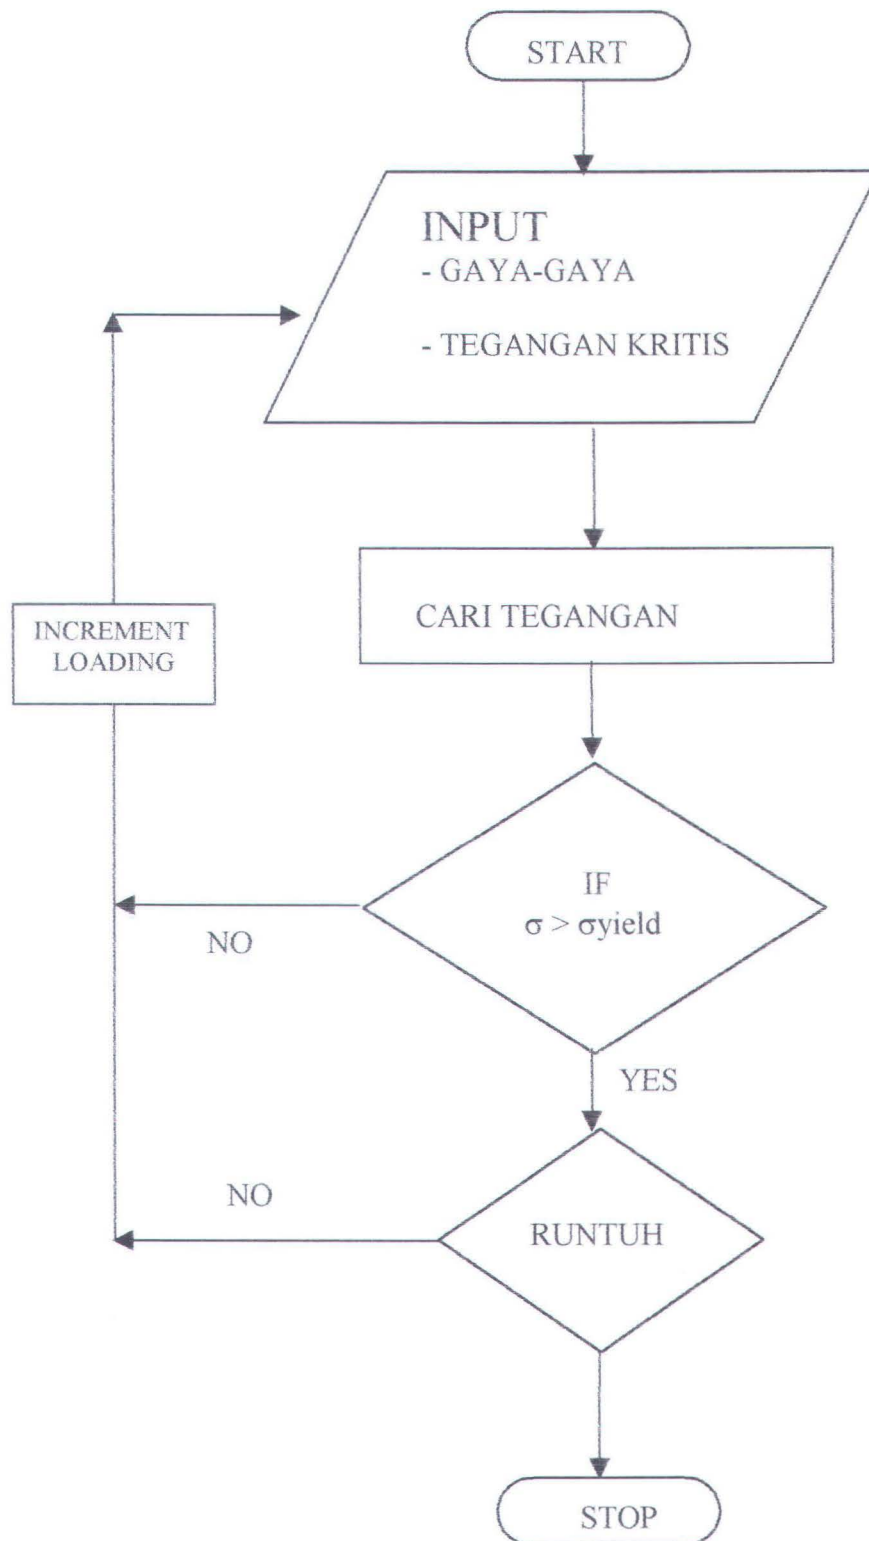 START
INPUT
- GAYA-GAYA
- TEGANGAN KRITIS
CARI TEGANGAN
INCREMENT
LOADING
IF
σ > σyield
NO
YES
NO
RUNTUH
STOP